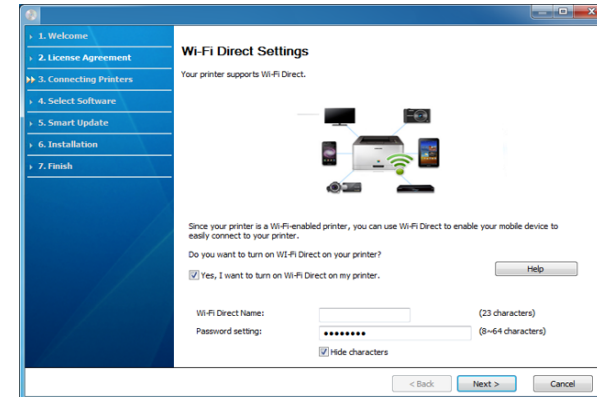 1. Welcome
2. License Agreement
3. Connecting Printers
4. Select Software
5. Smart Update
6. Installation
7. Finish
Wi-Fi Direct Settings
Your printer supports Wi-Fi Direct.
Since your printer is a Wi-Fi-enabled printer, you can use Wi-Fi Direct to enable your mobile device to
easily connect to your printer.
Do you want to turn on WI-Fi Direct on your printer?
Yes, I want to turn on Wi-Fi Direct on my printer.
Help
Wi-Fi Direct Name:
(23 characters)
Password setting:
••••••••
(8~64 characters)
Hide characters
< Back
Next >
Cancel